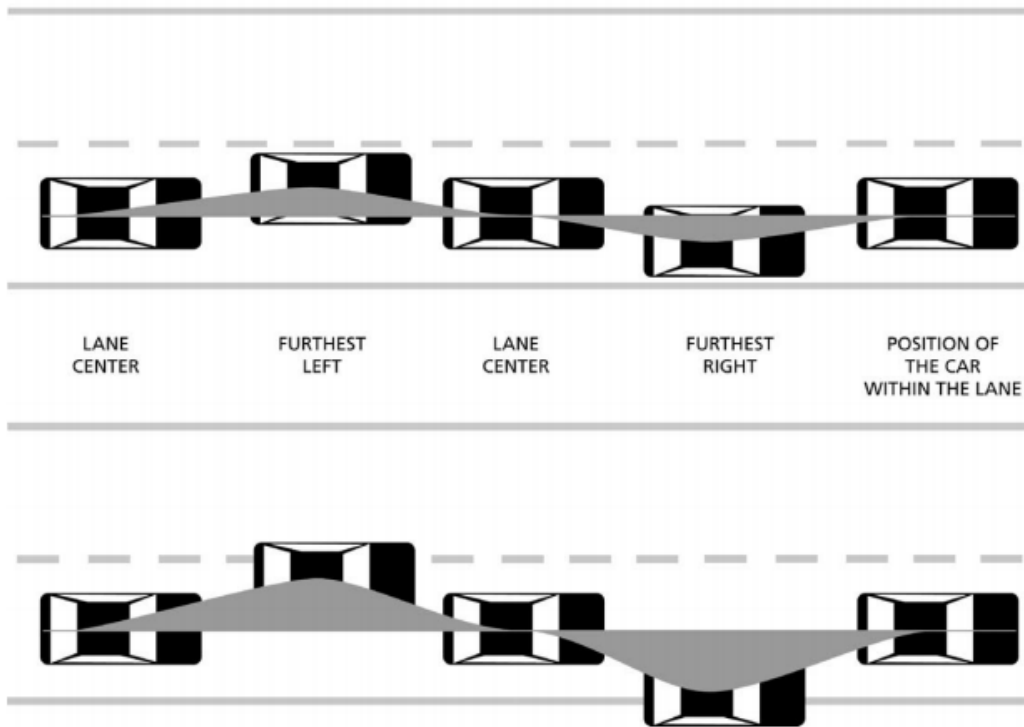 LANE
CENTER
FURTHEST
LEFT
LANE
CENTER
FURTHEST
RIGHT
POSITION OF
THE CAR
WITHIN THE LANE